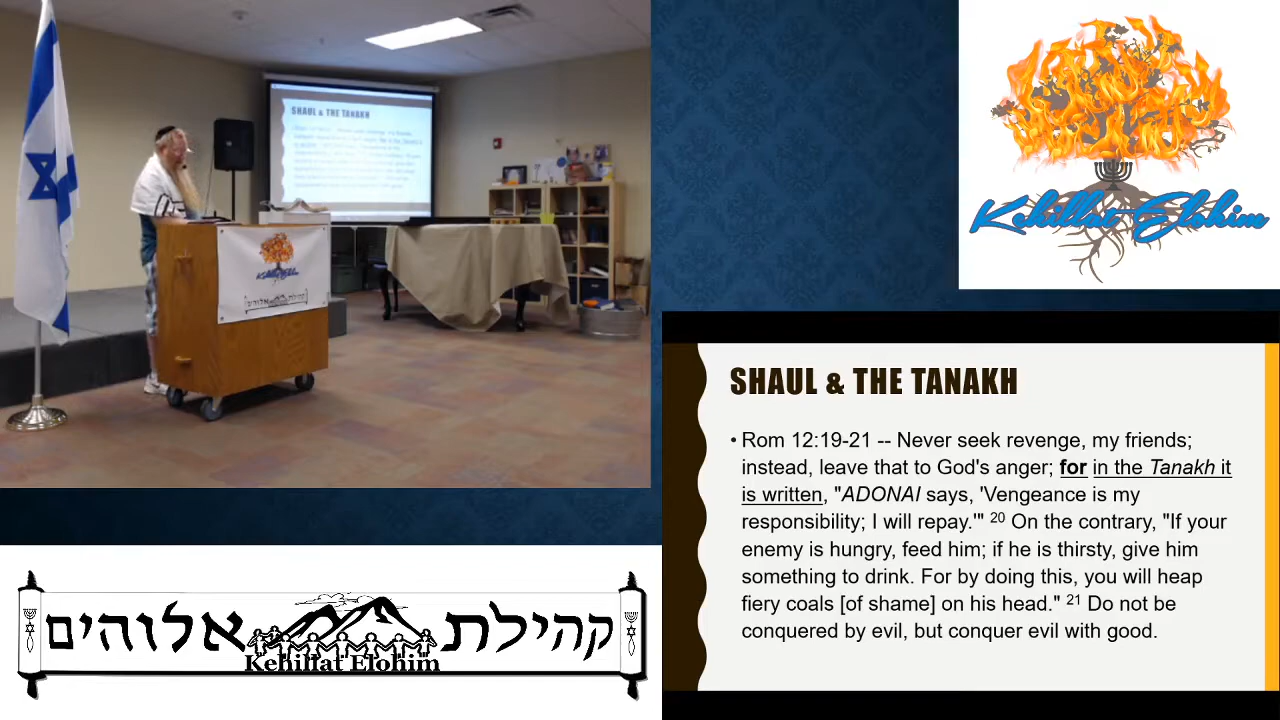 SHAUL & THE TANAKH
Kehillat Elohim
Kehillat Elohim
SHAUL & THE TANAKH
• Rom 12:19-21 -- Never seek revenge, my friends;
instead, leave that to God's anger; for in the Tanakh it
is written, "ADONAI says, 'Vengeance is my
responsibility; I will repay.'" 20 On the contrary, "If your
enemy is hungry, feed him; if he is thirsty, give him
something to drink. For by doing this, you will heap
fiery coals [of shame] on his head." 21 Do not be
conquered by evil, but conquer evil with good.
קהילת אלוהים
Kehillat Elohim